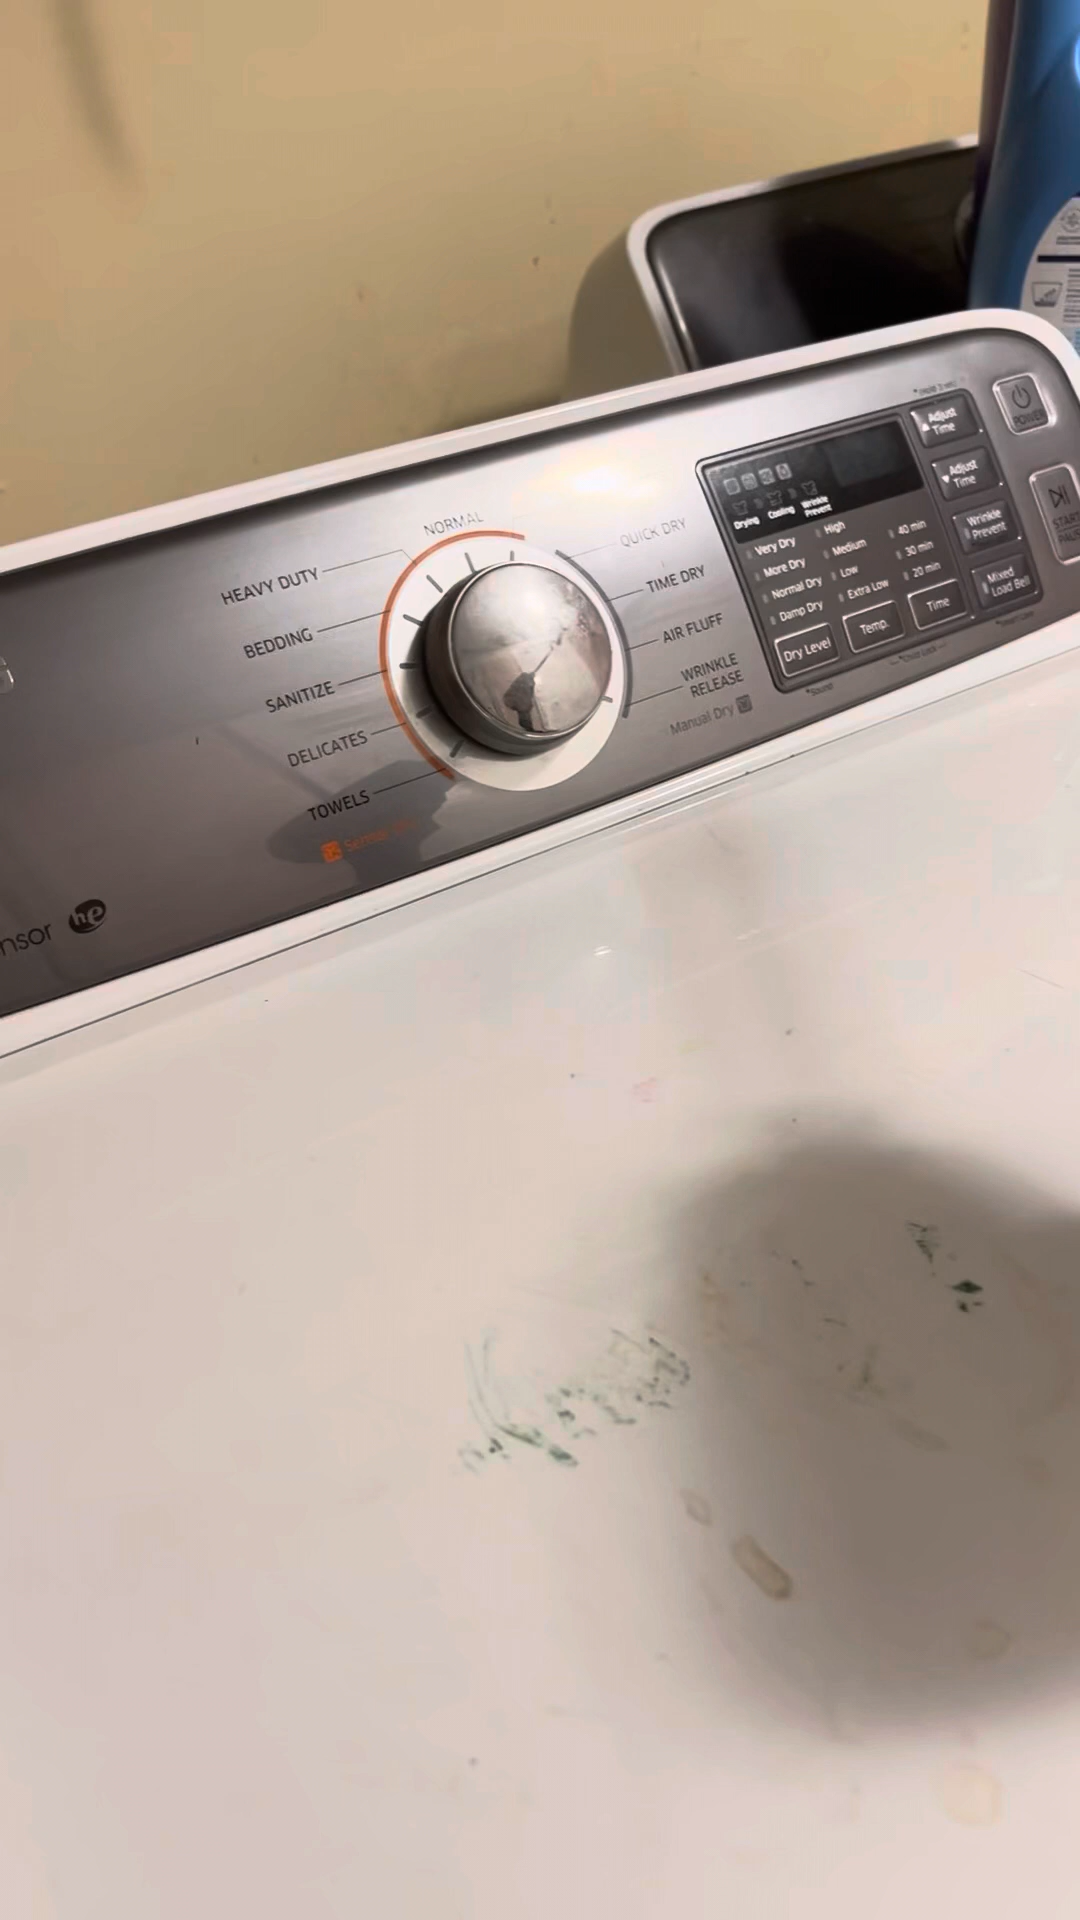 NORMAL
HEAVY DUTY
BEDDING
SANITIZE
DELICATES
TOWELS
QUICK DRY
TIME DRY
AIR FLUFF
WRINKLE
RELEASE
Manual Dry
nsor he
Drying
Cooling
Wrinkle
Prevent
Very Dry
More Dry
Normal Dry
Damp Dry
Dry Level
High
Medium
Low
Extra Low
Temp.
40 min
30 min
20 min
Time
Adjust
Time
Adjust
Time
Wrinkle
Prevent
Mixed
Load Bell
POWER
START
*Sound
*Child Lock